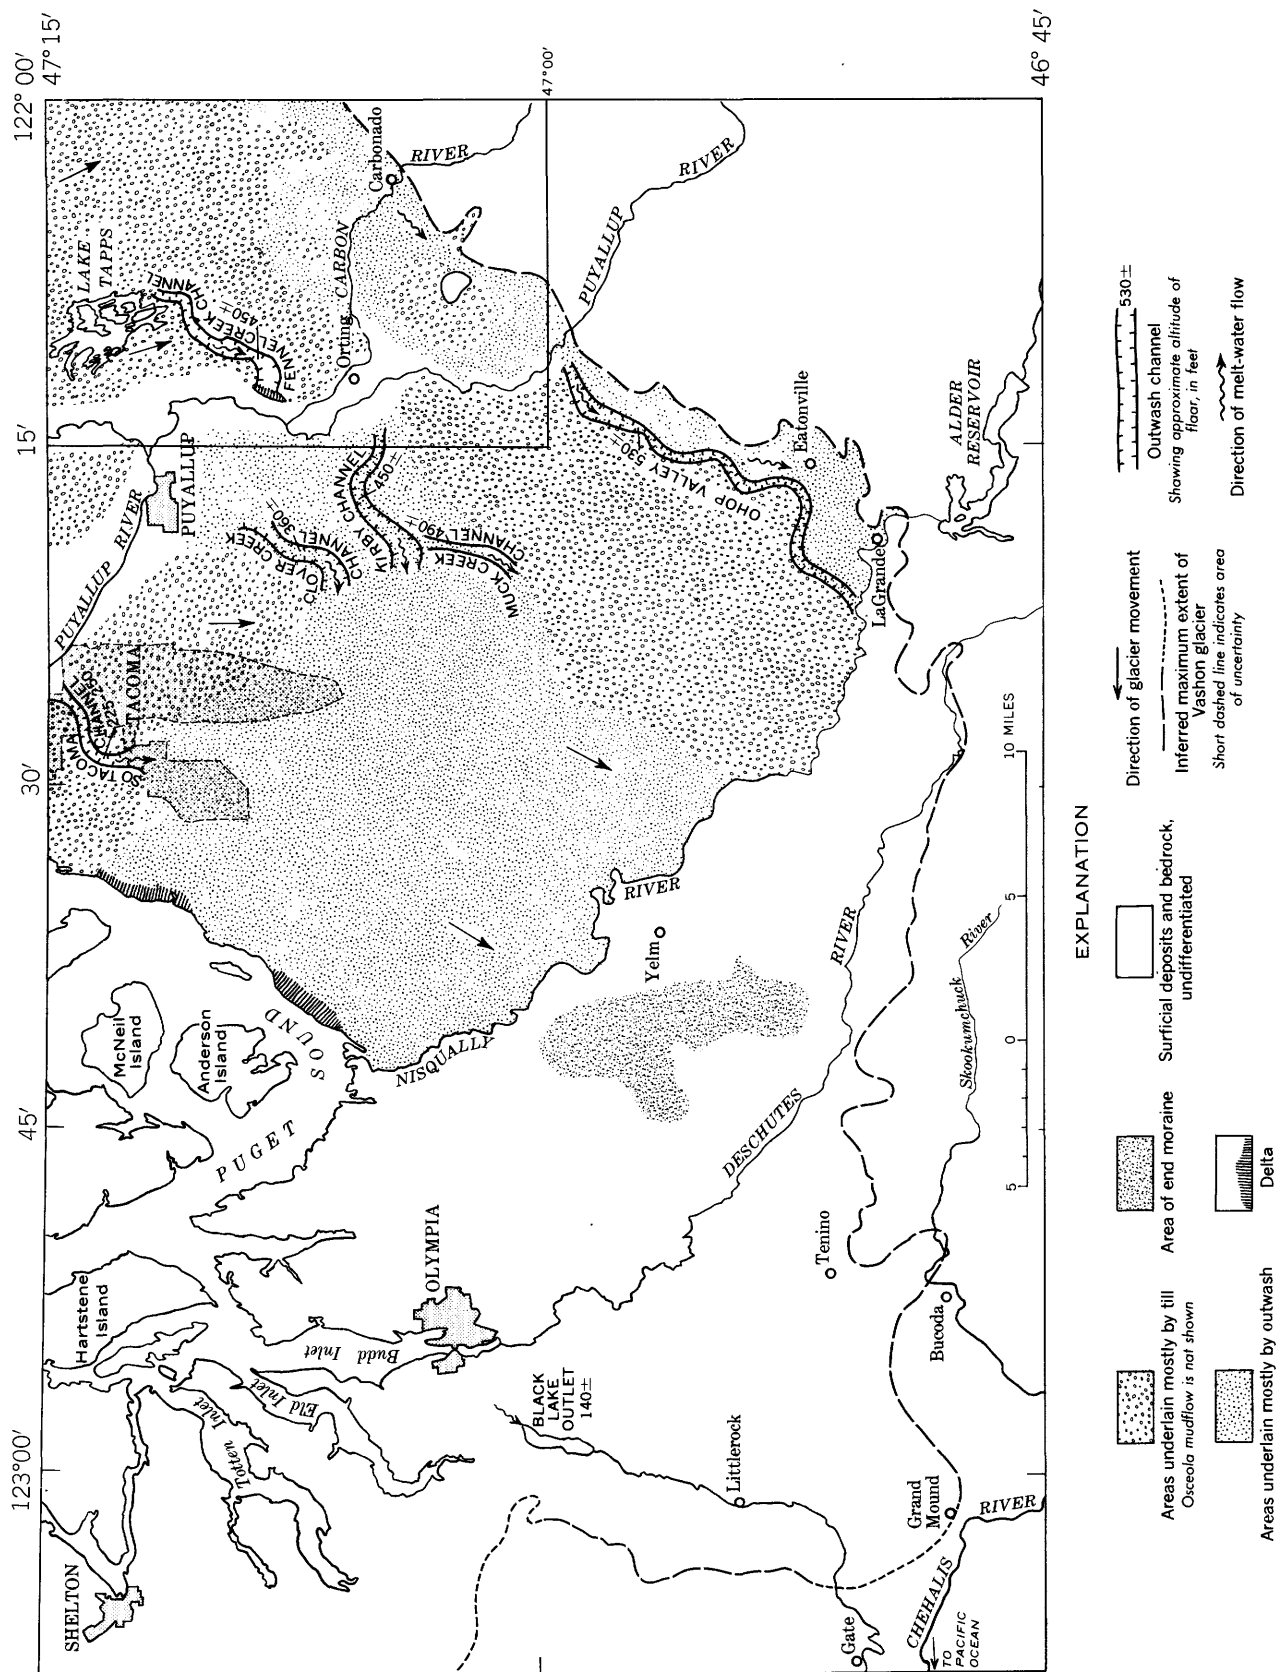 123°00′
45′
30′
15′
122° 00′
47°15′
47°00′
46° 45′
SHELTON
Hartstene
Island
Totten Inlet
Eld Inlet
Budd Inlet
OLYMPIA
BLACK
LAKE
OUTLET
140±
Littlerock
Gate
Grand
Mound
CHEHALIS
RIVER
TO
PACIFIC
OCEAN
Bucoda
Tenino
DESCHUTES
RIVER
Skookumchuck
River
McNeil
Island
Anderson
Island
PUGET
SOUND
NISQUALLY
RIVER
Yelm
SO TACOMA
CHANNEL
225-250
TACOMA
PUYALLUP
RIVER
PUYALLUP
CLOVER CREEK
CHANNEL 360±
KIRBY CHANNEL
450±
MUCK CREEK
CHANNEL 490±
LAKE
TAPPS
FENNEL CREEK CHANNEL
450±
Orting
CARBON
RIVER
Carbonado
PUYALLUP
RIVER
OHOP VALLEY 530±
Eatonville
LaGrande
ALDER
RESERVOIR
5
0
5
10 MILES
EXPLANATION
Areas underlain mostly by till
Osceola mudflow is not shown
Areas underlain mostly by outwash
Area of end moraine
Delta
Surficial deposits and bedrock,
undifferentiated
Direction of glacier movement
Inferred maximum extent of
Vashon glacier
Short dashed line indicates area
of uncertainty
530±
Outwash channel
Showing approximate altitude of
floor, in feet
Direction of melt-water flow